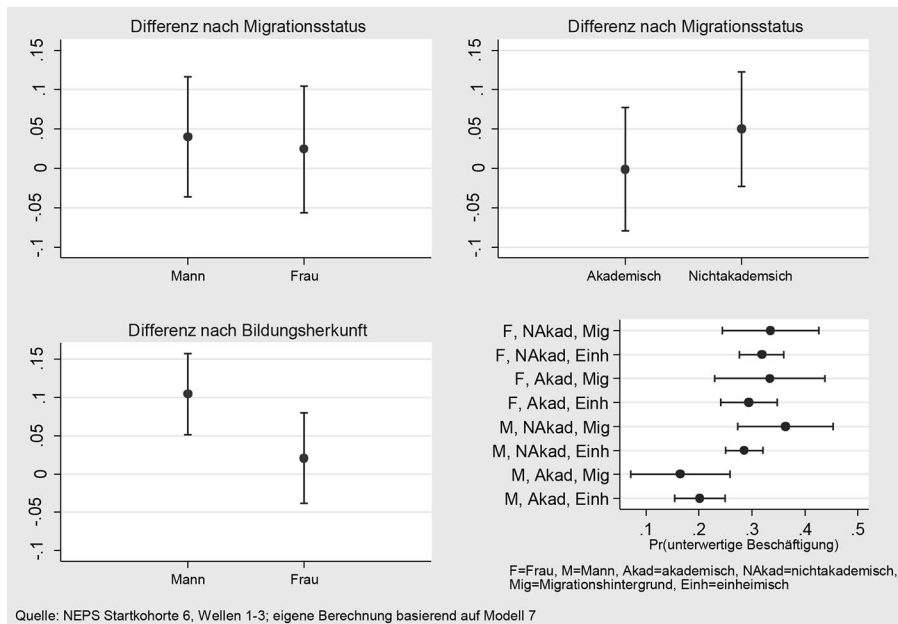 Differenz nach Migrationsstatus
.15
.1
.05
0
-.05
-.1
Mann Frau
Differenz nach Migrationsstatus
.15
.1
.05
0
-.05
-.1
Akademisch Nichtakademsich
Differenz nach Bildungsherkunft
.15
.1
.05
0
-.05
-.1
Mann Frau
F, NAkad, Mig
F, NAkad, Einh
F, Akad, Mig
F, Akad, Einh
M, NAkad, Mig
M, NAkad, Einh
M, Akad, Mig
M, Akad, Einh
.1 .2 .3 .4 .5
Pr(unterwertige Beschäftigung)
F=Frau, M=Mann, Akad=akademisch, NAkad=nichtakademisch,
Mig=Migrationshintergrund, Einh=einheimisch
Quelle: NEPS Startkohorte 6, Wellen 1-3; eigene Berechnung basierend auf Modell 7